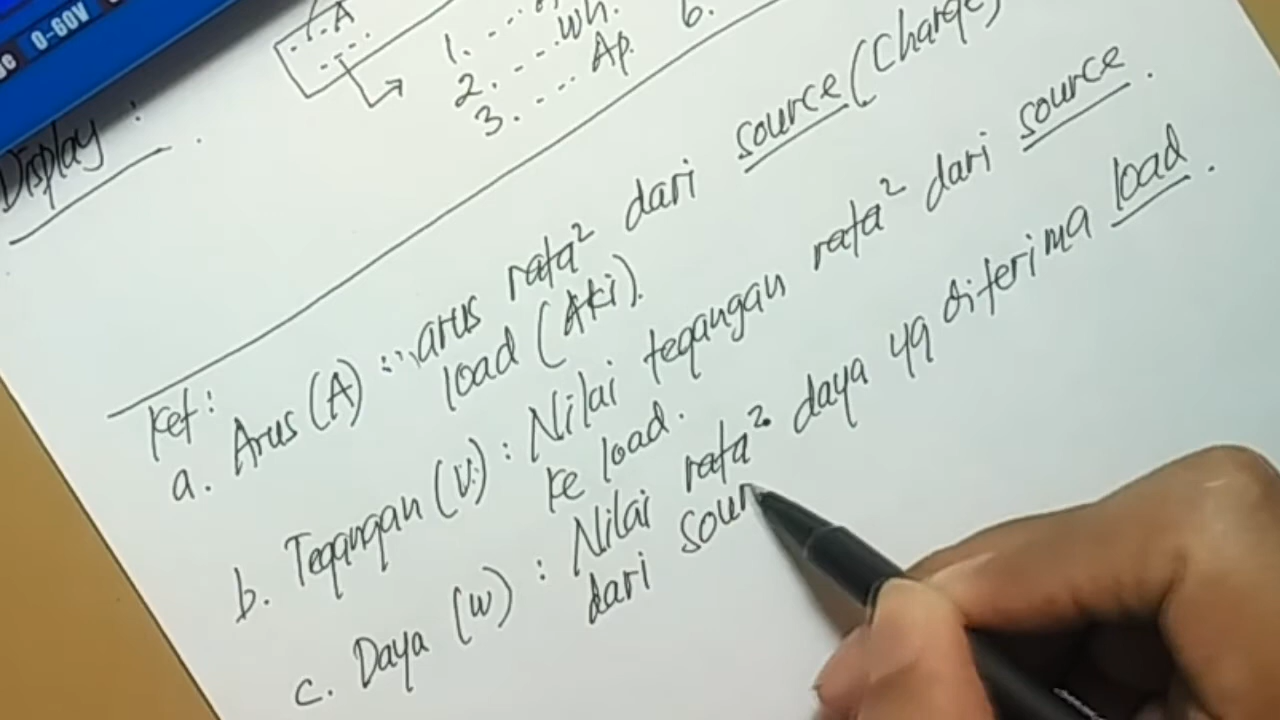 0-60V
A
1. ...
2. ... Wh.
3. ... Ap.
6.
Display :
Ket :
a. Arus (A) : arus rata² dari source (Charge)
load (Aki).
b. Tegangan (V) : Nilai tegangan rata² dari source
ke load.
c. Daya (W) : Nilai rata² daya yg diterima load.
dari sour